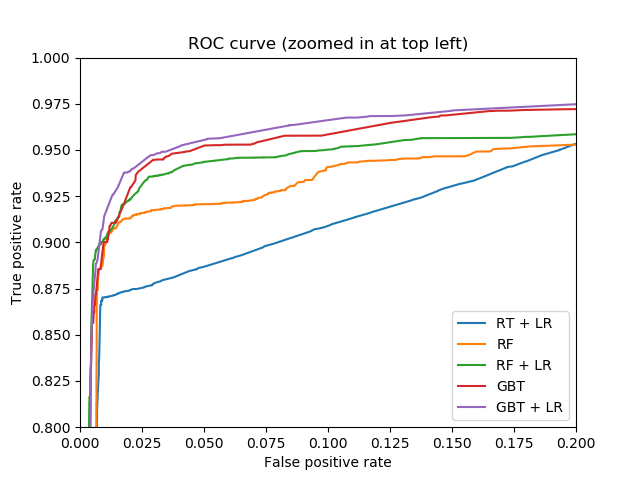 ROC curve (zoomed in at top left)
1.000
0.975
0.950
0.925
0.900
0.875
0.850
0.825
0.800
True positive rate
RT + LR
RF
RF + LR
GBT
GBT + LR
0.000 0.025 0.050 0.075 0.100 0.125 0.150 0.175 0.200
False positive rate